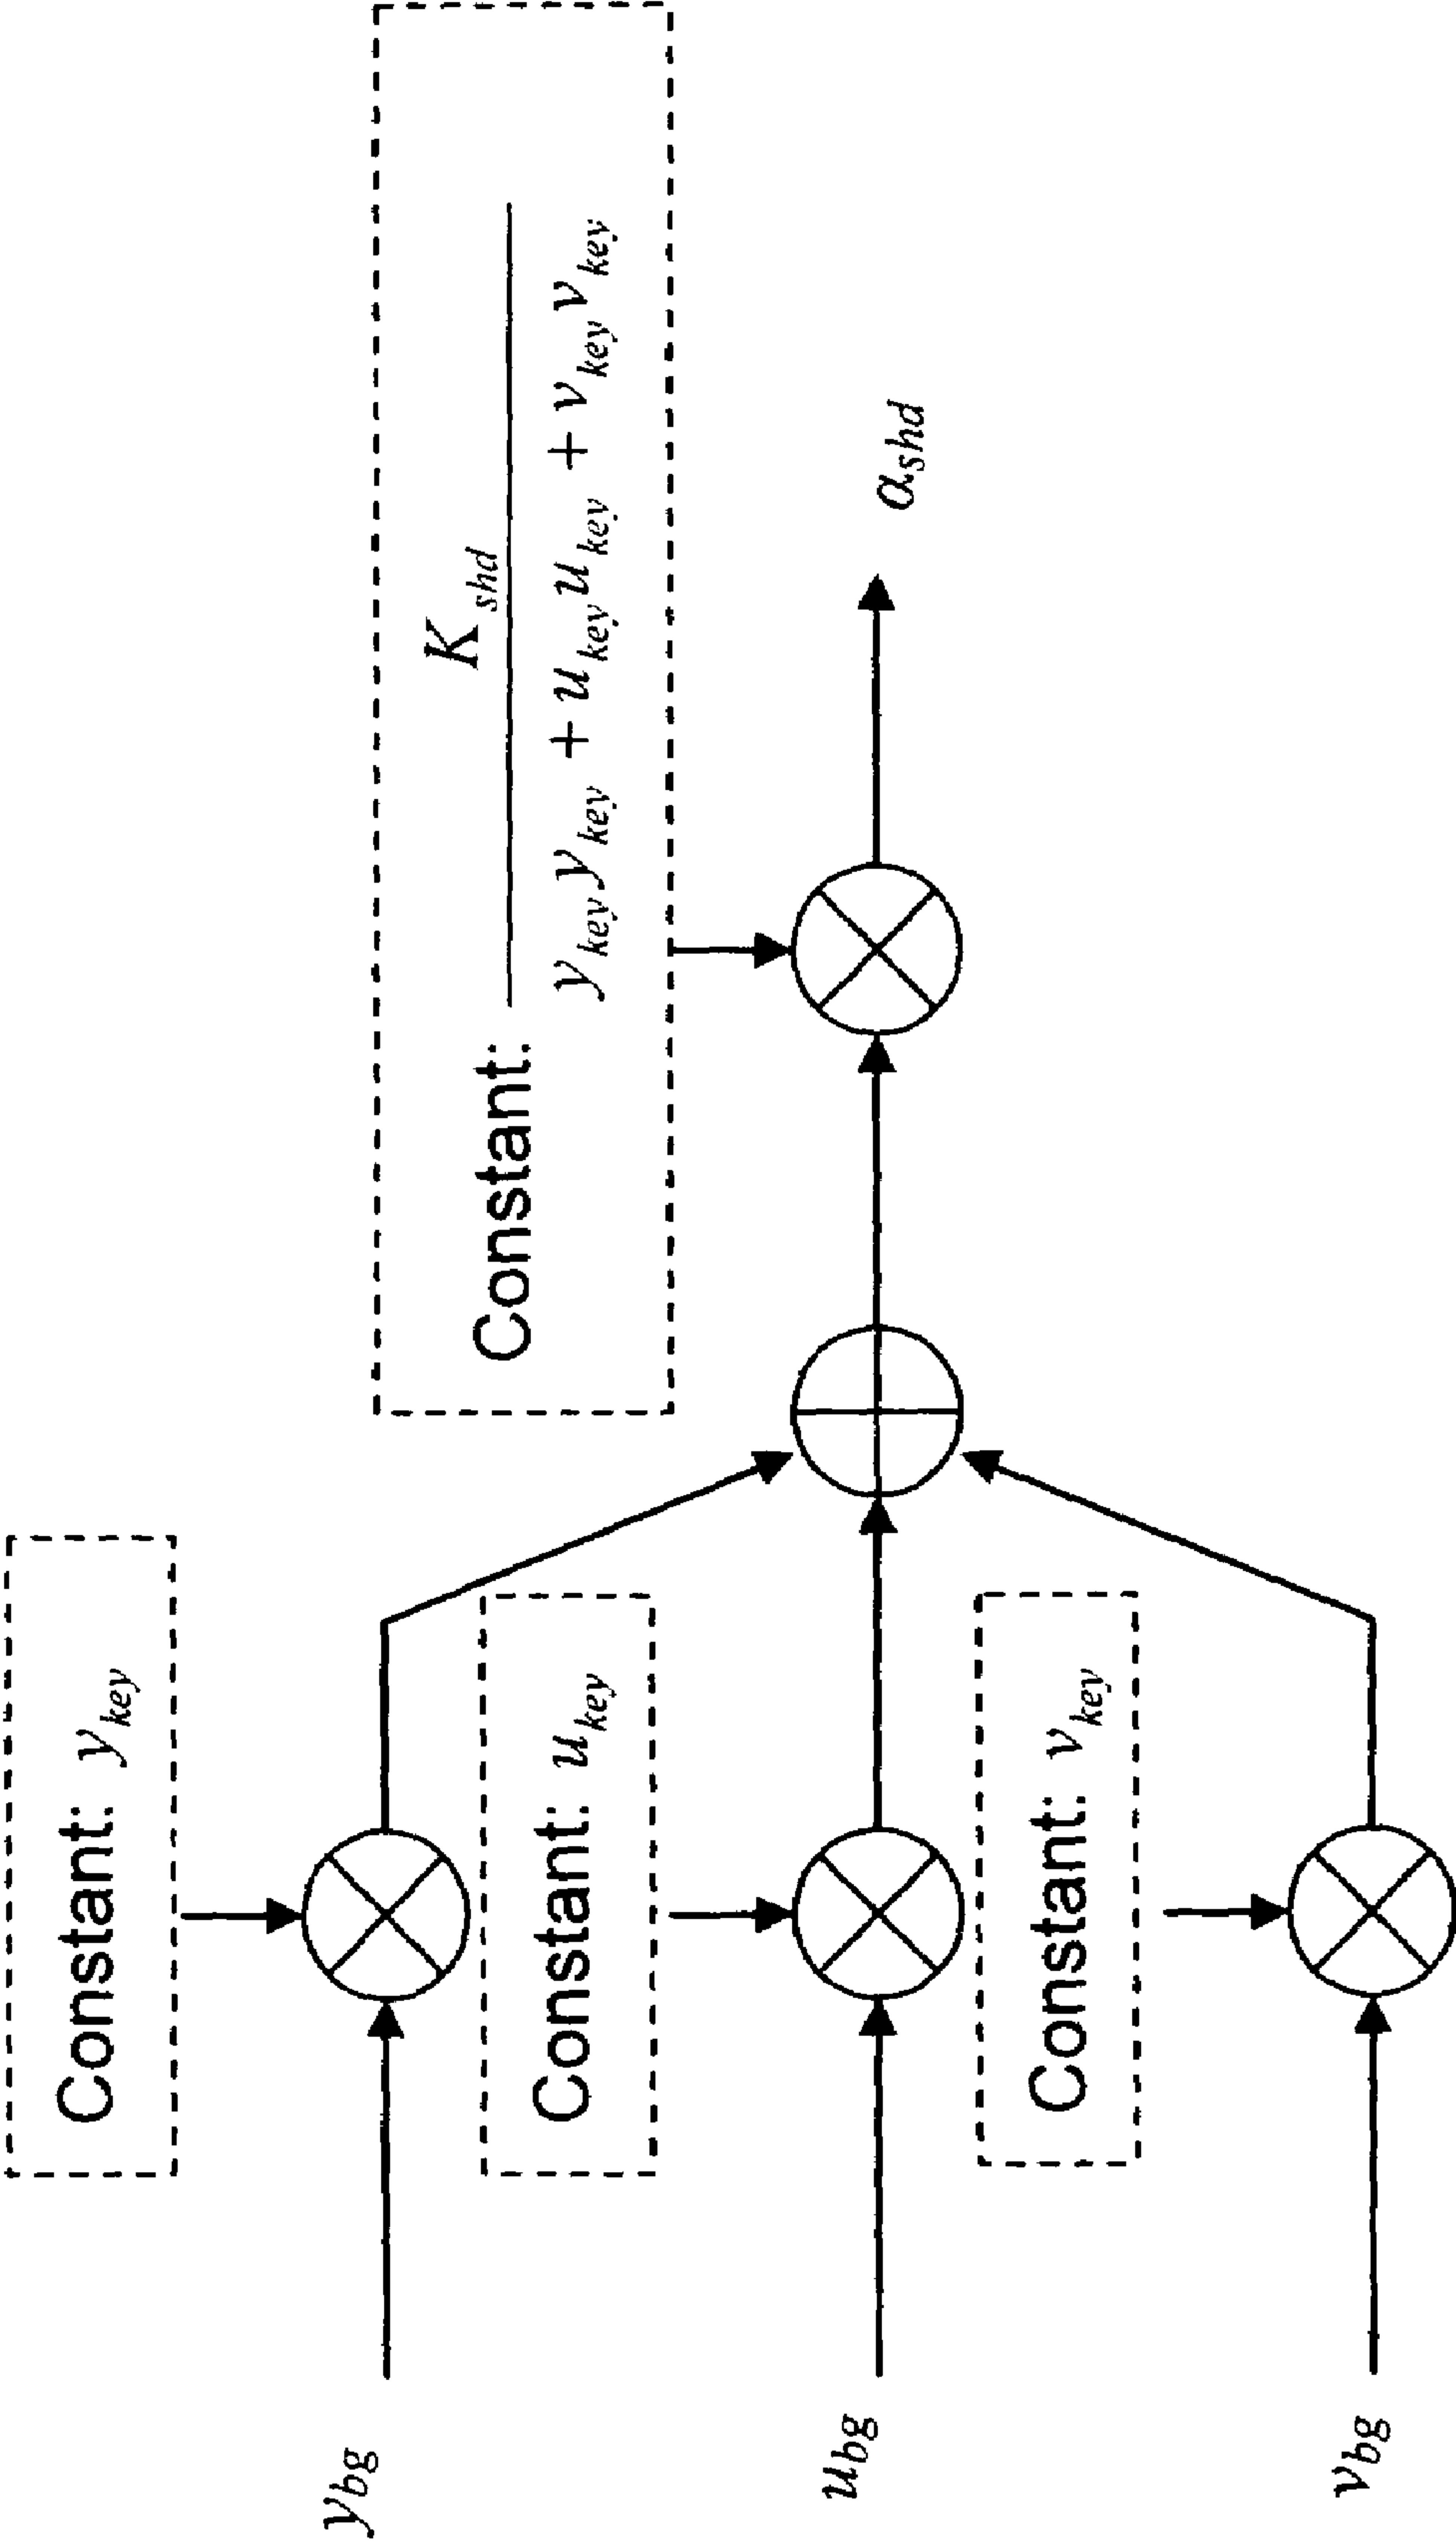 Constant: y_key
Constant: K_shd / y_key y_key + u_key u_key + v_key v_key
y_bg
Constant: u_key
u_bg
α_shd
Constant: v_key
v_bg